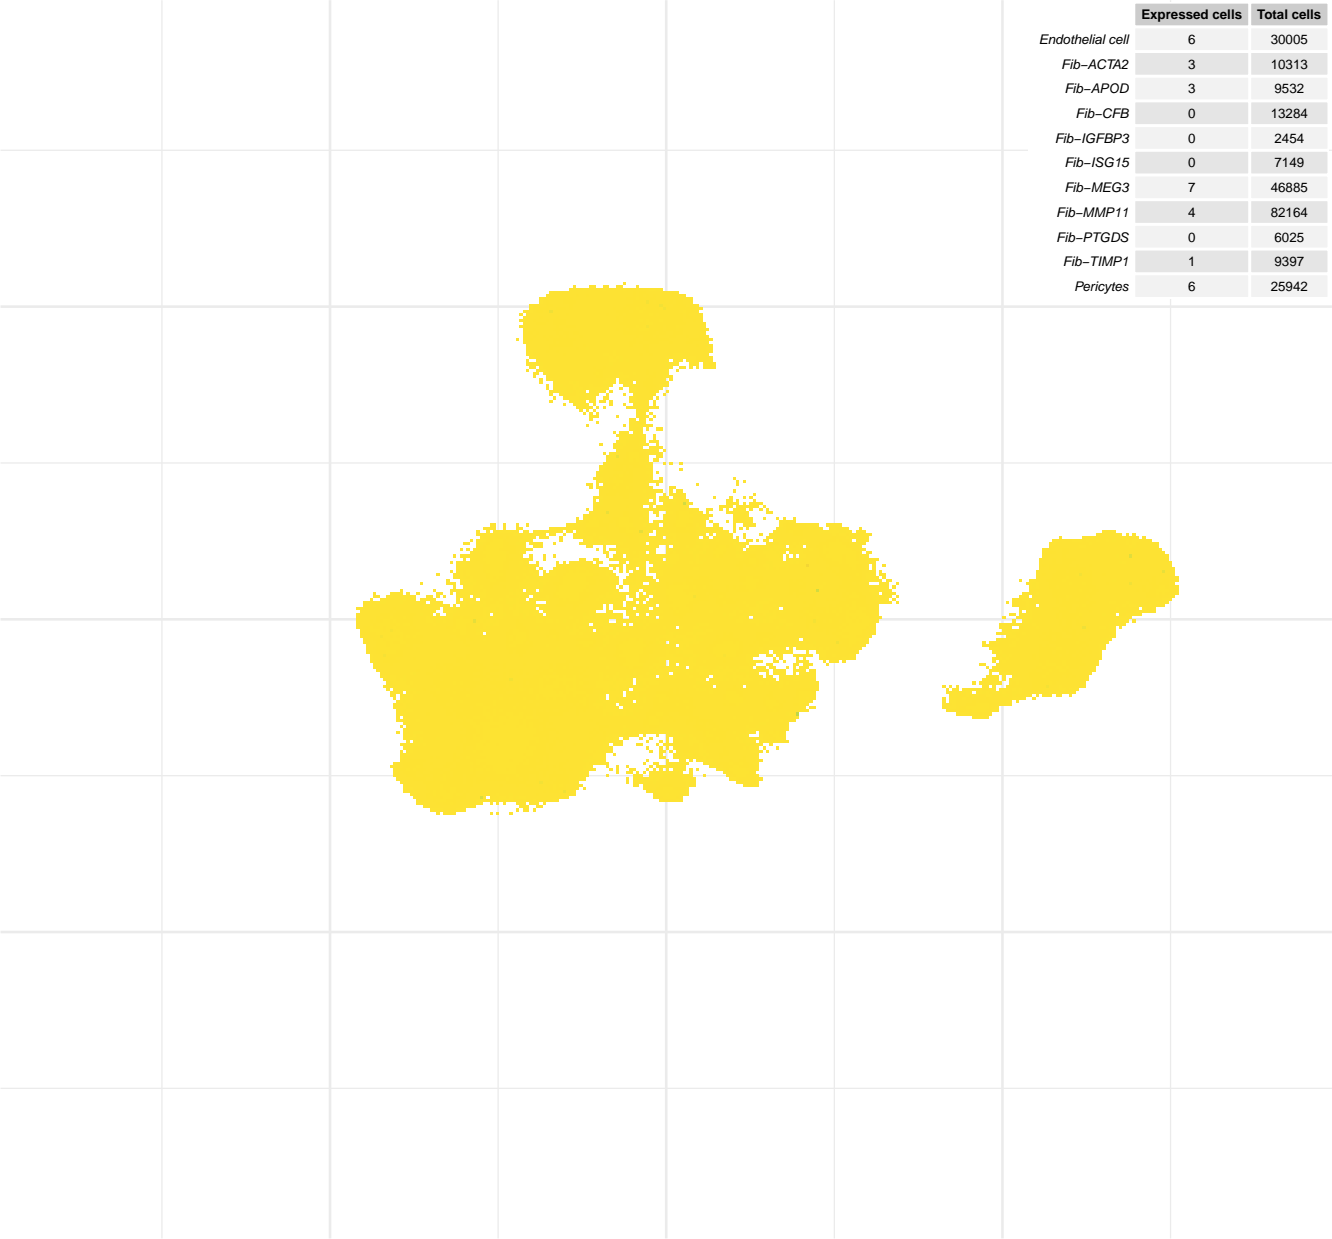 Expressed cells Total cells
Endothelial cell 6 30005
Fib−ACTA2 3 10313
Fib−APOD 3 9532
Fib−CFB 0 13284
Fib−IGFBP3 0 2454
Fib−ISG15 0 7149
Fib−MEG3 7 46885
Fib−MMP11 4 82164
Fib−PTGDS 0 6025
Fib−TIMP1 1 9397
Pericytes 6 25942